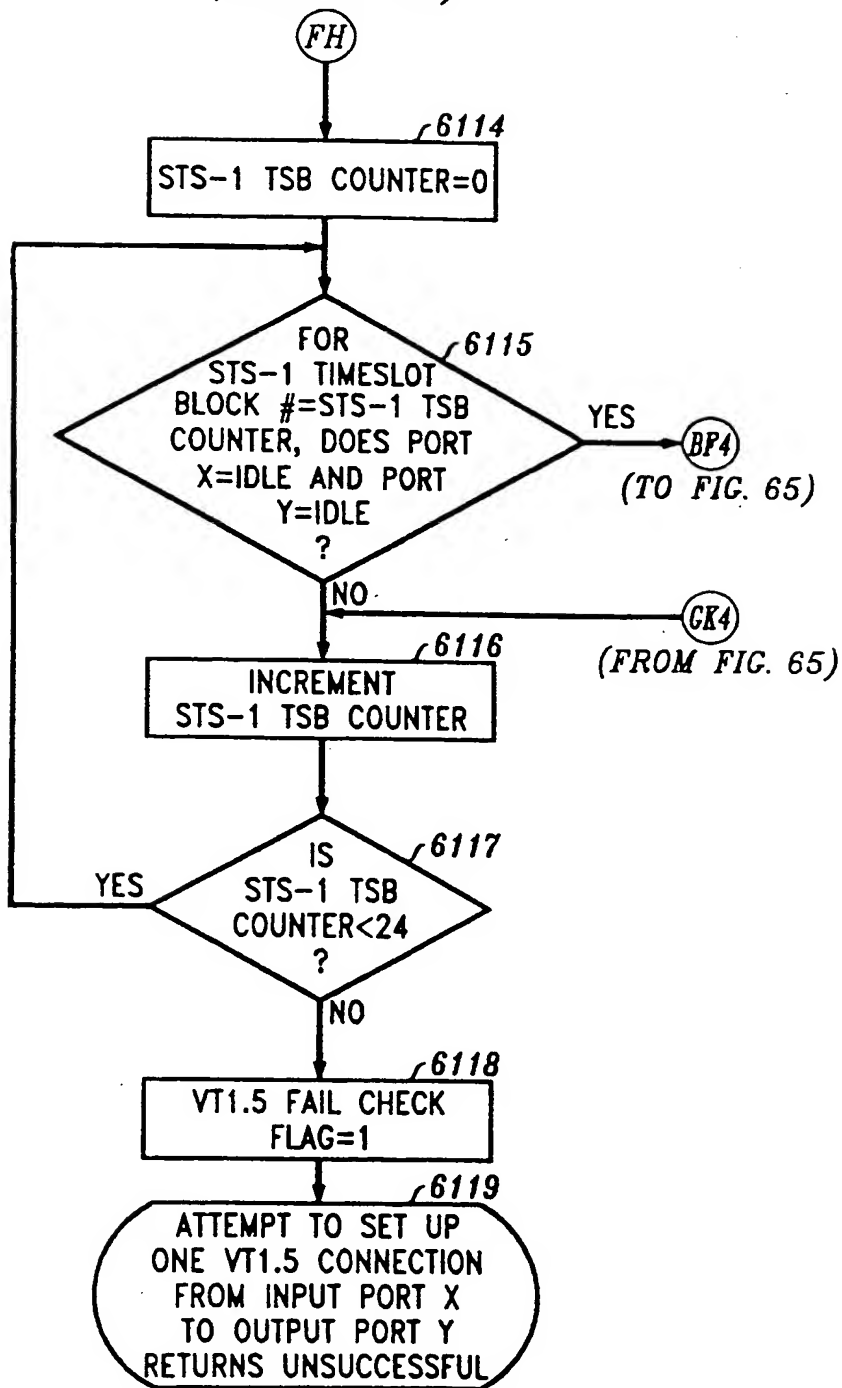 FH
6114
STS-1 TSB COUNTER=0
6115
FOR
STS-1 TIMESLOT
BLOCK #=STS-1 TSB
COUNTER, DOES PORT
X=IDLE AND PORT
Y=IDLE
?
YES
BF4
(TO FIG. 65)
NO
GK4
(FROM FIG. 65)
6116
INCREMENT
STS-1 TSB COUNTER
6117
IS
STS-1 TSB
COUNTER<24
?
YES
NO
6118
VT1.5 FAIL CHECK
FLAG=1
6119
ATTEMPT TO SET UP
ONE VT1.5 CONNECTION
FROM INPUT PORT X
TO OUTPUT PORT Y
RETURNS UNSUCCESSFUL